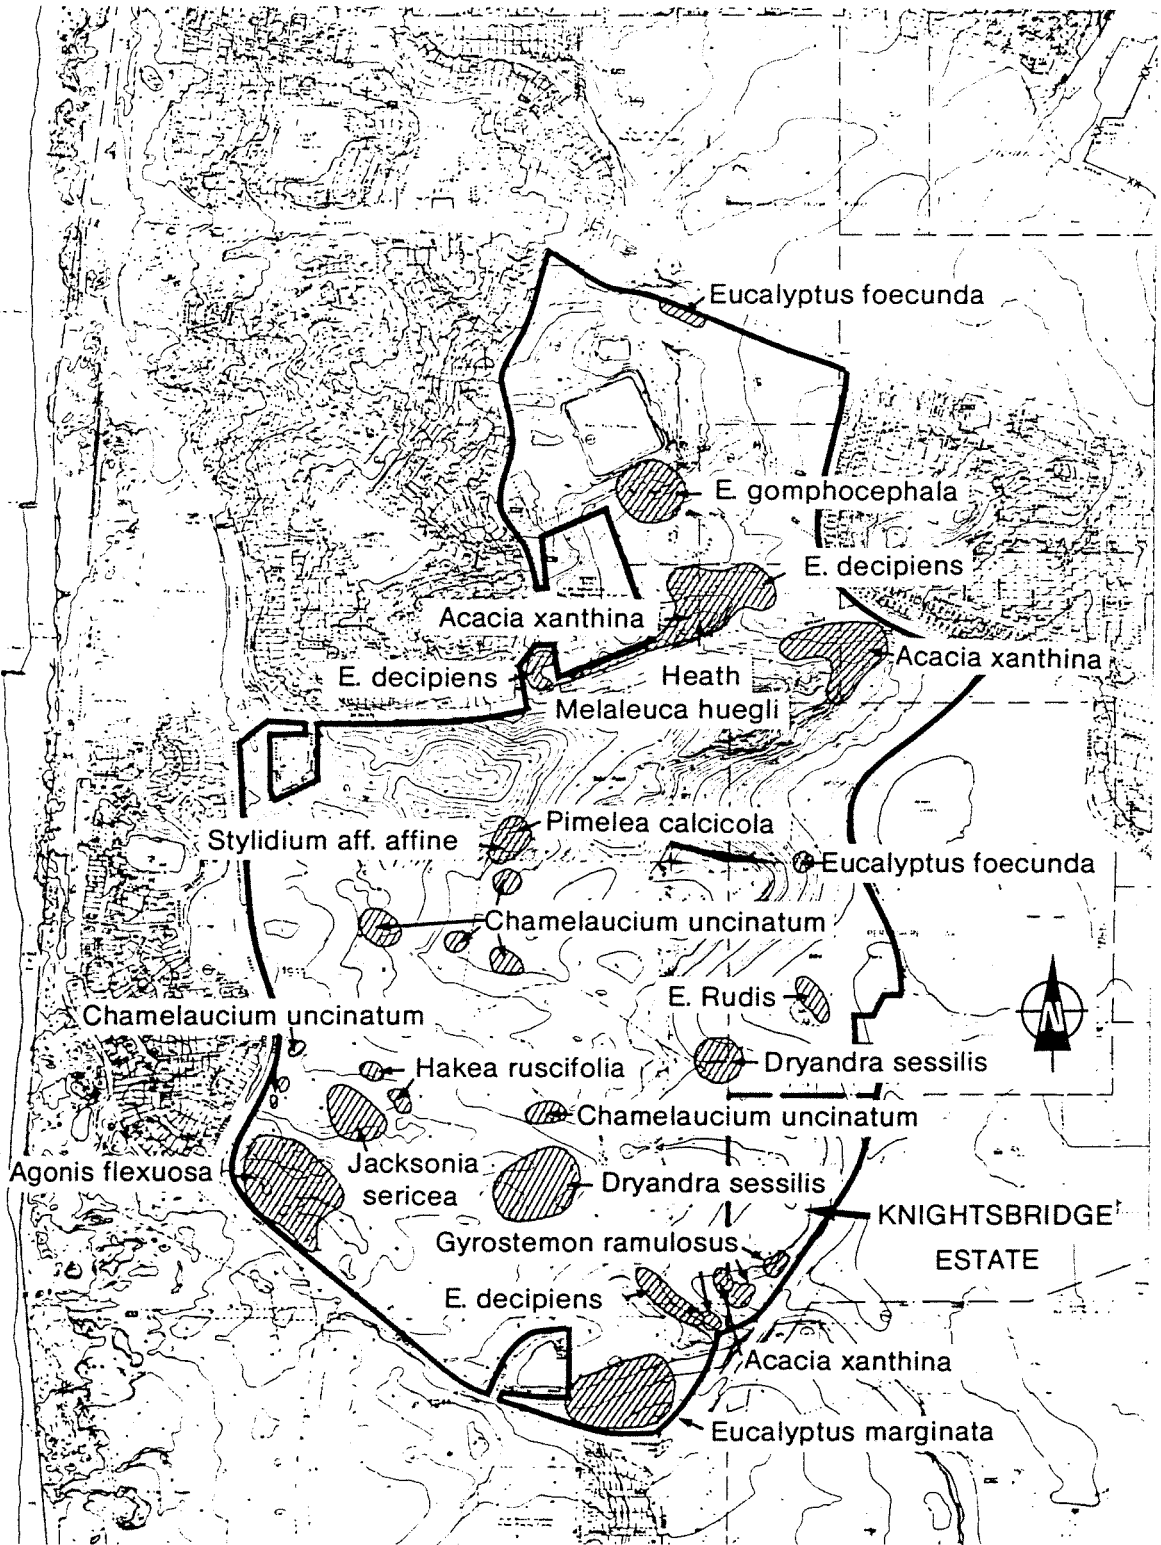 Eucalyptus foecunda
E. gomphocephala
E. decipiens
Acacia xanthina
Acacia xanthina
E. decipiens
Heath
Melaleuca huegli
Pimelea calcicola
Stylidium aff. affine
Eucalyptus foecunda
Chamelaucium uncinatum
E. Rudis
N
Chamelaucium uncinatum
Hakea ruscifolia
Dryandra sessilis
Chamelaucium uncinatum
Agonis flexuosa
Jacksonia
sericea
Dryandra sessilis
KNIGHTSBRIDGE
ESTATE
Gyrostemon ramulosus
E. decipiens
Acacia xanthina
Eucalyptus marginata